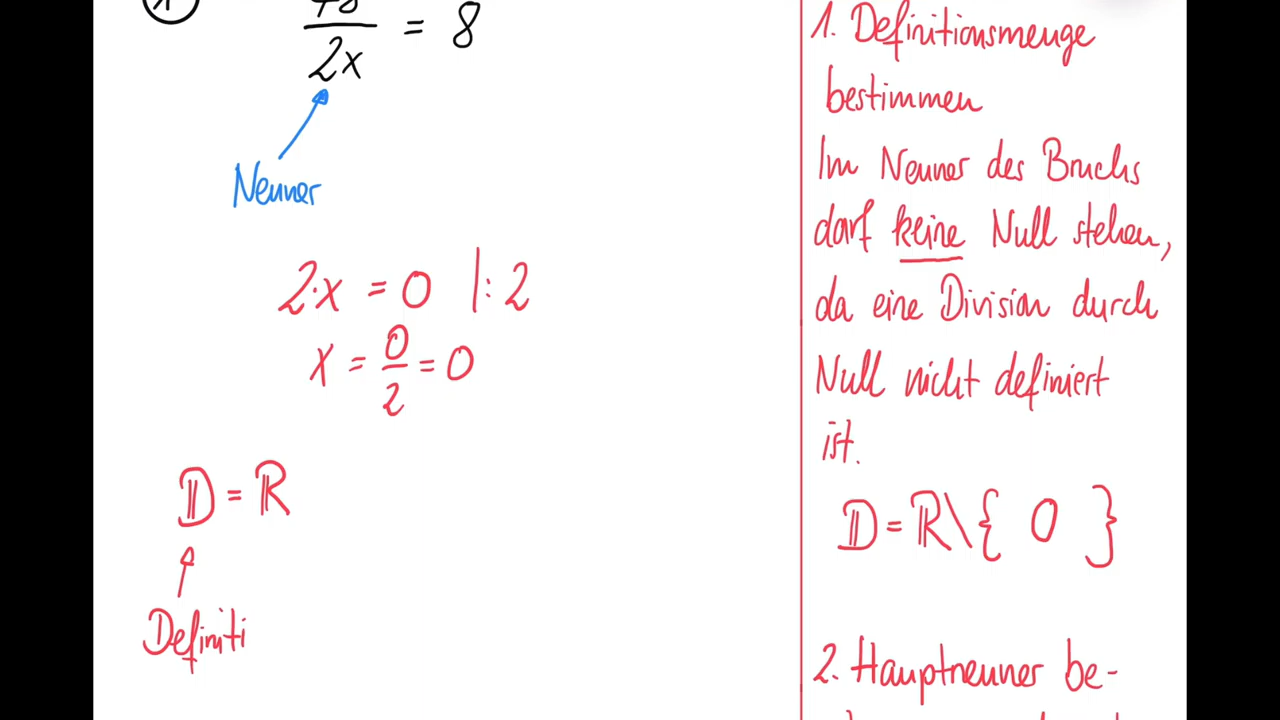 2x = 8
Nenner
2·x = 0 |: 2
x = 0/2 = 0
𝔻 = ℝ
Definiti
1. Definitionsmenge
bestimmen
Im Nenner des Bruchs
darf keine Null stehen,
da eine Division durch
Null nicht definiert
ist.
𝔻 = ℝ\{ 0 }
2. Hauptnenner be-